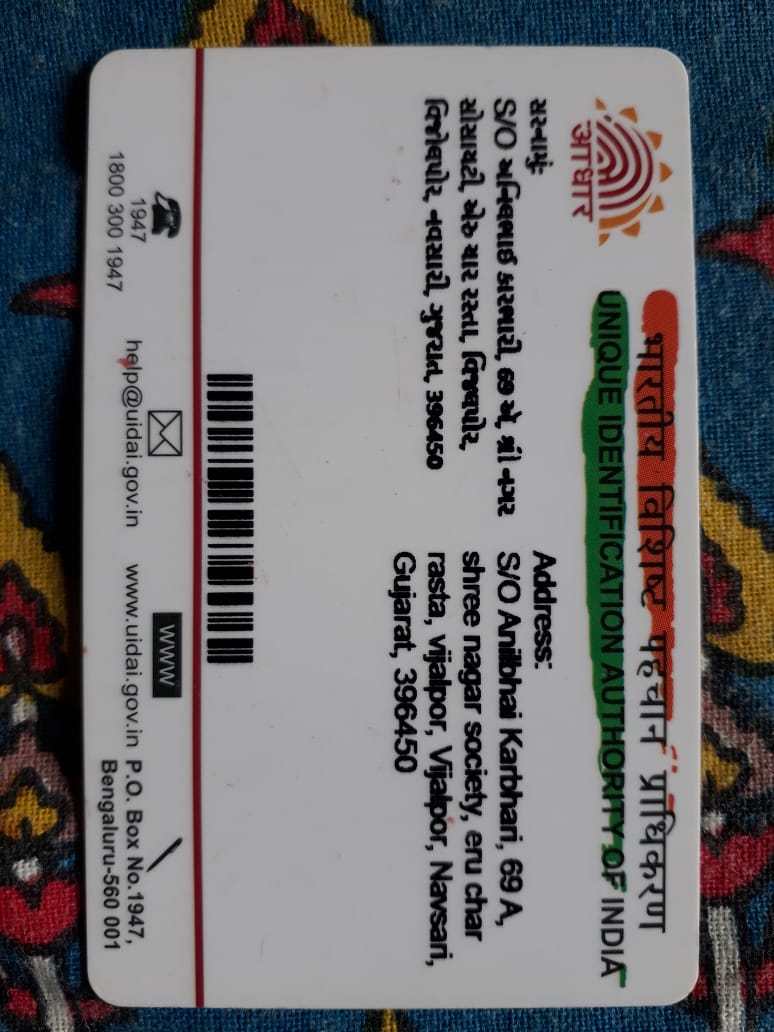 आधार
भारतीय विशिष्ट पहचान प्राधिकरण
UNIQUE IDENTIFICATION AUTHORITY OF INDIA
સરનામું:
S/O અનિલભાઈ કારભારી, ૬૭ એ, શ્રી નગર
સોસાયટી, એરુ ચાર રસ્તા, વિજલપોર,
વિજલપોર, નવસારી, ગુજરાત, 396450
Address:
S/O Anilbhai Karbhari, 69 A,
shree nagar society, eru char
rasta, vijalpor, Vijalpor, Navsari,
Gujarat, 396450
1947
1800 300 1947
help@uidai.gov.in
WWW
www.uidai.gov.in
P.O. Box No.1947,
Bengaluru-560 001